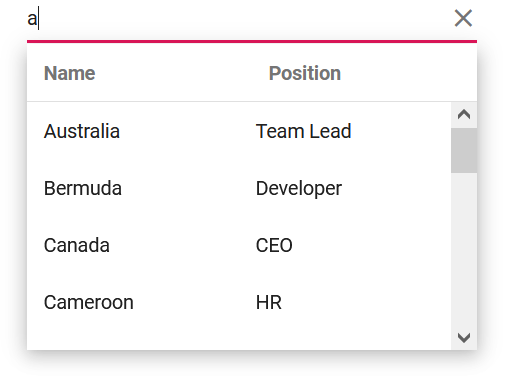 a
Name Position
Australia Team Lead
Bermuda Developer
Canada CEO
Cameroon HR